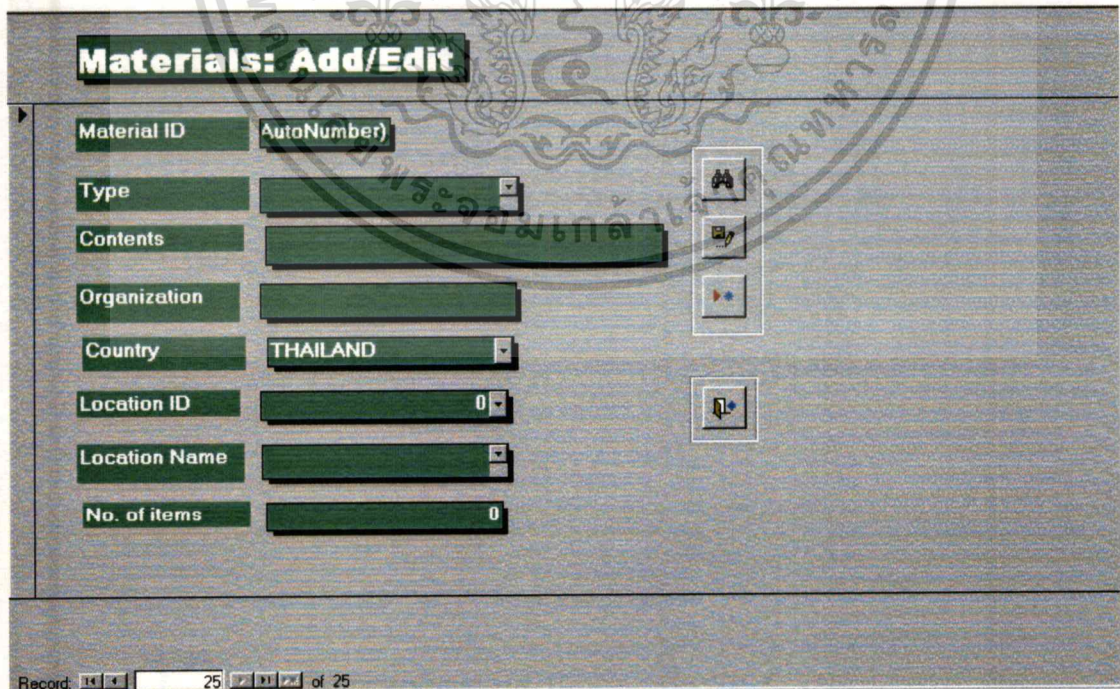 Materials: Add/Edit
Material ID AutoNumber)
Type
Contents
Organization
Country THAILAND
Location ID 0
Location Name
No. of items 0
Record: 25 of 25